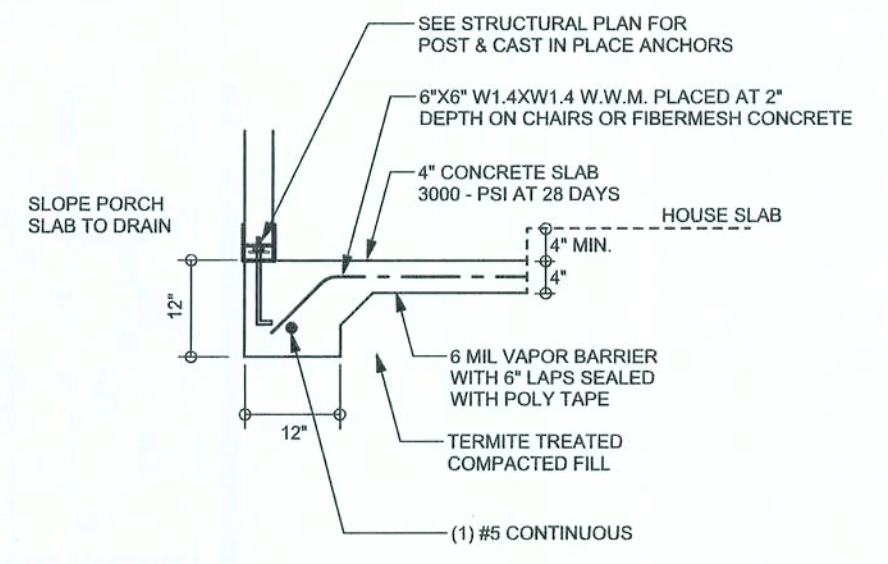 SEE STRUCTURAL PLAN FOR
POST & CAST IN PLACE ANCHORS
6"X6" W1.4XW1.4 W.W.M. PLACED AT 2"
DEPTH ON CHAIRS OR FIBERMESH CONCRETE
4" CONCRETE SLAB
3000 - PSI AT 28 DAYS
SLOPE PORCH
SLAB TO DRAIN
HOUSE SLAB
4" MIN.
4"
12"
6 MIL VAPOR BARRIER
WITH 6" LAPS SEALED
WITH POLY TAPE
12"
TERMITE TREATED
COMPACTED FILL
(1) #5 CONTINUOUS